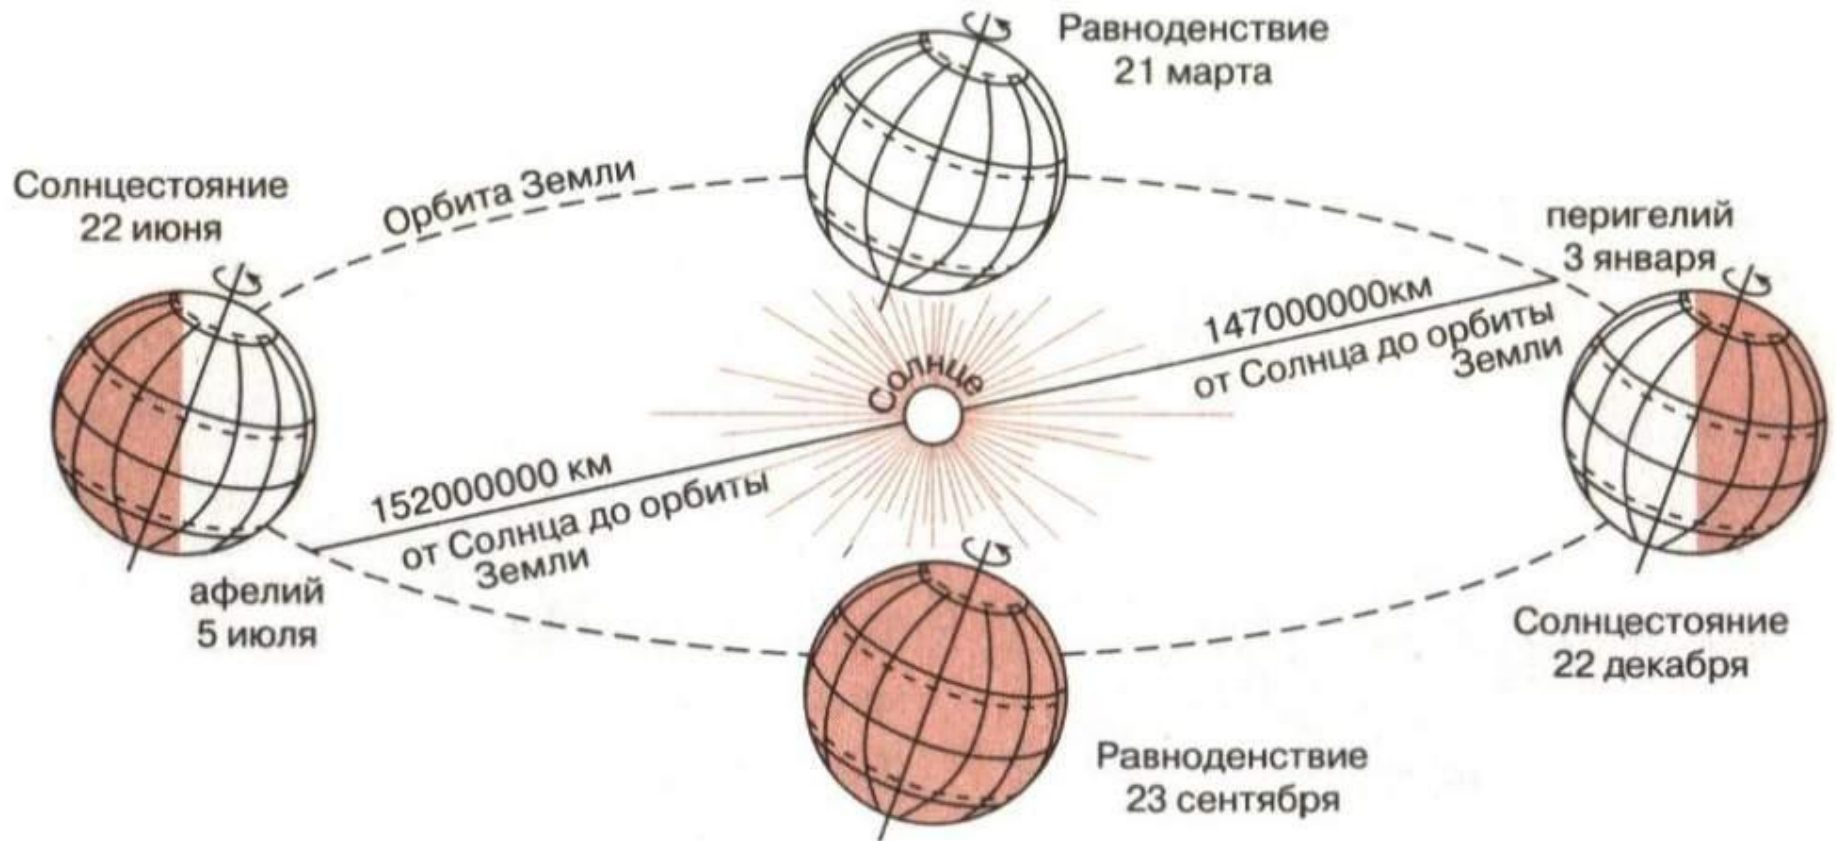 Равноденствие
21 марта
Солнцестояние
22 июня
Орбита Земли
перигелий
3 января
147000000км
от Солнца до орбиты
Земли
Солнце
152000000 км
от Солнца до орбиты
Земли
афелий
5 июля
Солнцестояние
22 декабря
Равноденствие
23 сентября